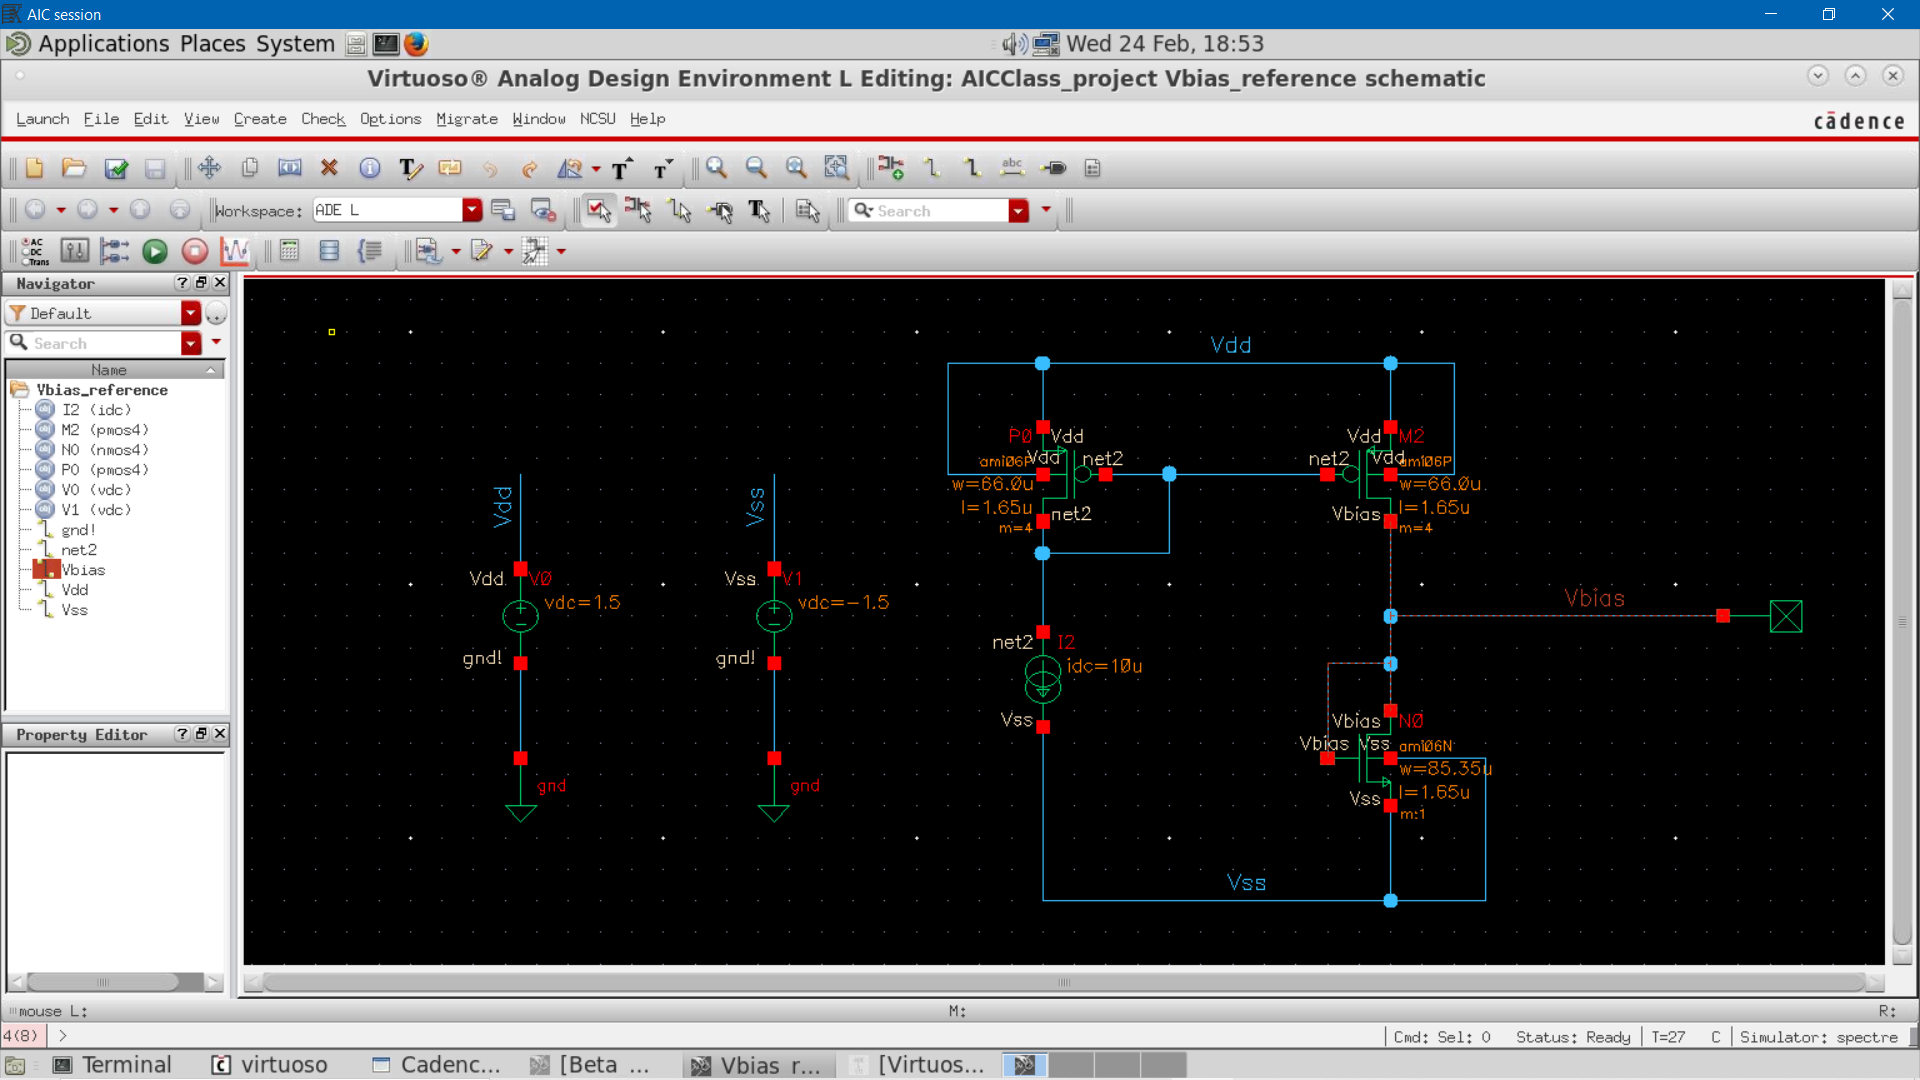 AIC session
Applications Places System
Wed 24 Feb, 18:53
Virtuoso® Analog Design Environment L Editing: AICClass_project Vbias_reference schematic
Launch File Edit View Create Check Options Migrate Window NCSU Help
cādence
Workspace: ADE L
Search
AC
DC
Trans
Navigator
Default
Search
Name
Vbias_reference
I2 (idc)
M2 (pmos4)
N0 (nmos4)
P0 (pmos4)
V0 (vdc)
V1 (vdc)
gnd!
net2
Vbias
Vdd
Vss
Property Editor
Vdd
Vdd
V0
vdc=1.5
gnd!
gnd
Vss
Vss
V1
vdc=-1.5
gnd!
gnd
Vdd
P0
Vdd
ami06P
Vdd
net2
w=66.0u
l=1.65u
m=4
net2
Vdd
M2
net2
Vdd
ami06P
w=66.0u
l=1.65u
Vbias
m=4
net2
I2
idc=10u
Vss
Vbias
Vbias
N0
Vbias
Vss
ami06N
w=85.35u
l=1.65u
Vss
m:1
Vss
mouse L:
M:
R:
4(8)
>
Cmd: Sel: 0
Status: Ready
T=27
C
Simulator: spectre
Terminal
virtuoso
Cadenc...
[Beta ...
Vbias r...
[Virtuos...